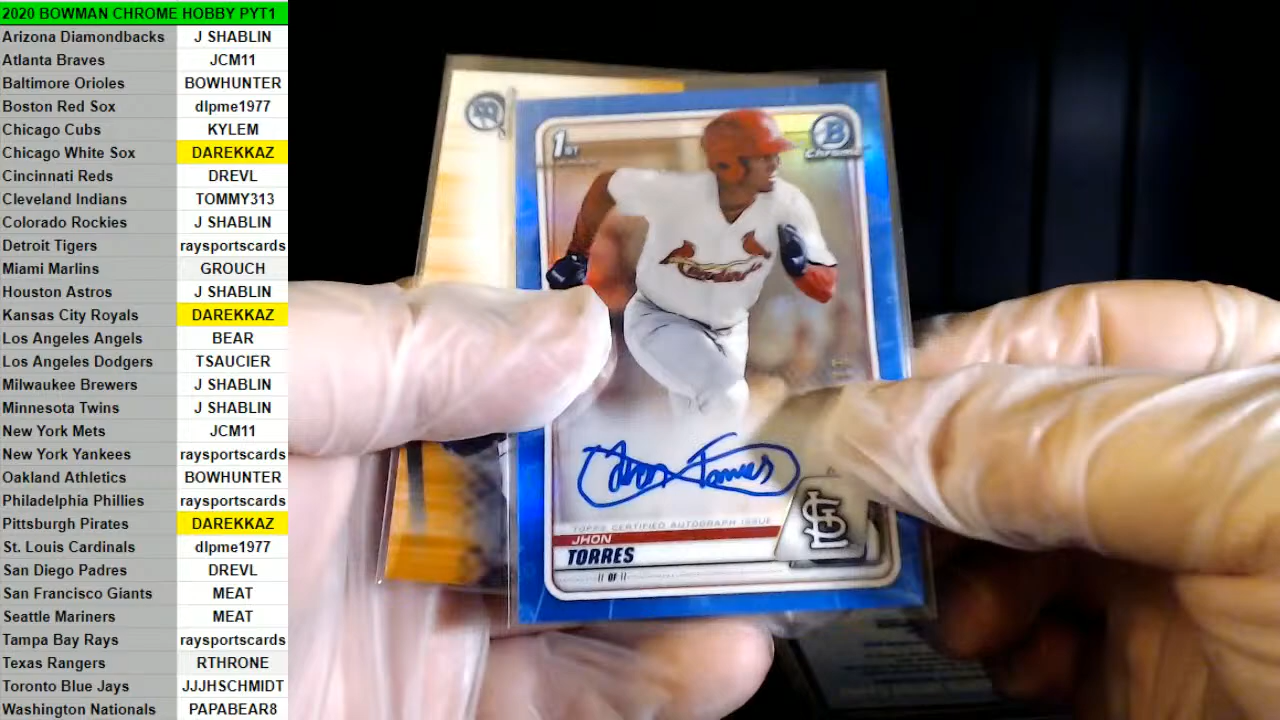 2020 BOWMAN CHROME HOBBY PYT1
Arizona Diamondbacks J SHABLIN
Atlanta Braves JCM11
Baltimore Orioles BOWHUNTER
Boston Red Sox dlpme1977
Chicago Cubs KYLEM
Chicago White Sox DAREKKAZ
Cincinnati Reds DREVL
Cleveland Indians TOMMY313
Colorado Rockies J SHABLIN
Detroit Tigers raysportscards
Miami Marlins GROUCH
Houston Astros J SHABLIN
Kansas City Royals DAREKKAZ
Los Angeles Angels BEAR
Los Angeles Dodgers TSAUCIER
Milwaukee Brewers J SHABLIN
Minnesota Twins J SHABLIN
New York Mets JCM11
New York Yankees raysportscards
Oakland Athletics BOWHUNTER
Philadelphia Phillies raysportscards
Pittsburgh Pirates DAREKKAZ
St. Louis Cardinals dlpme1977
San Diego Padres DREVL
San Francisco Giants MEAT
Seattle Mariners MEAT
Tampa Bay Rays raysportscards
Texas Rangers RTHRONE
Toronto Blue Jays JJJHSCHMIDT
Washington Nationals PAPABEAR8
1ST
B
CHROME
Cardinals
Jhon Torres
TOPPS CERTIFIED AUTOGRAPH ISSUE
JHON
TORRES
OF
STL